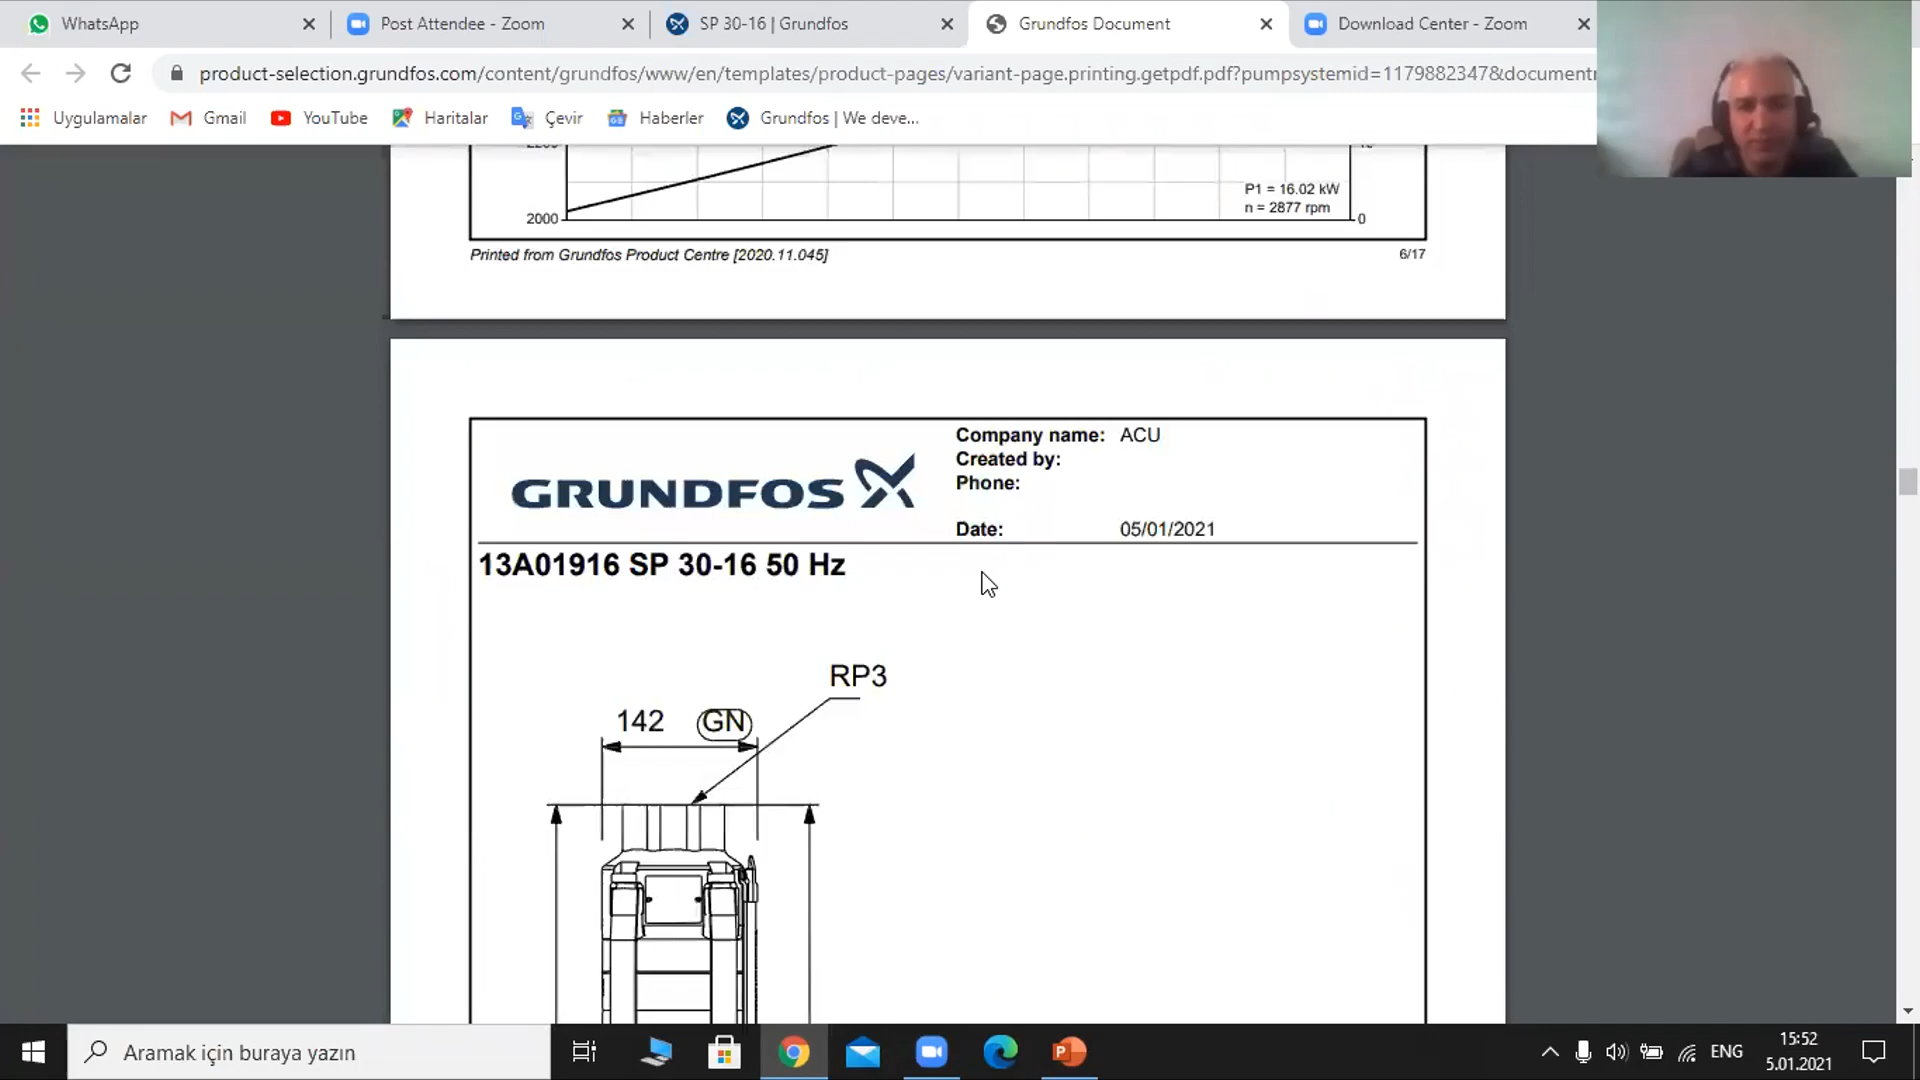 WhatsApp
Post Attendee - Zoom
SP 30-16 | Grundfos
Grundfos Document
Download Center - Zoom
product-selection.grundfos.com/content/grundfos/www/en/templates/product-pages/variant-page.printing.getpdf.pdf?pumpsystemid=1179882347&document
Uygulamalar
Gmail
YouTube
Haritalar
Çevir
Haberler
Grundfos | We deve...
P1 = 16.02 kW
n = 2877 rpm
2000
0
Printed from Grundfos Product Centre [2020.11.045]
6/17
GRUNDFOS
Company name: ACU
Created by:
Phone:
Date: 05/01/2021
13A01916 SP 30-16 50 Hz
RP3
142 GN
Aramak için buraya yazın
ENG
15:52
5.01.2021